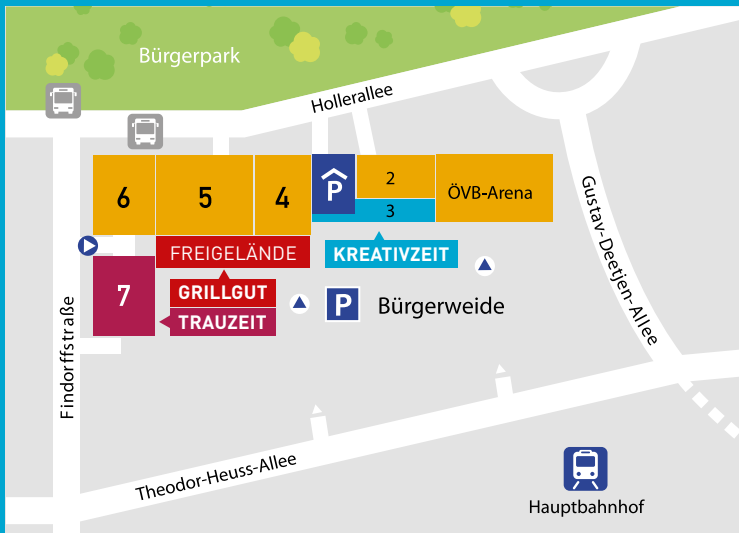 Bürgerpark
Hollerallee
6
5
4
P
2
3
ÖVB-Arena
FREIGELÄNDE
KREATIVZEIT
7
GRILLGUT
TRAUZEIT
P
Bürgerweide
Gustav-Deetjen-Allee
Findorffstraße
Theodor-Heuss-Allee
Hauptbahnhof